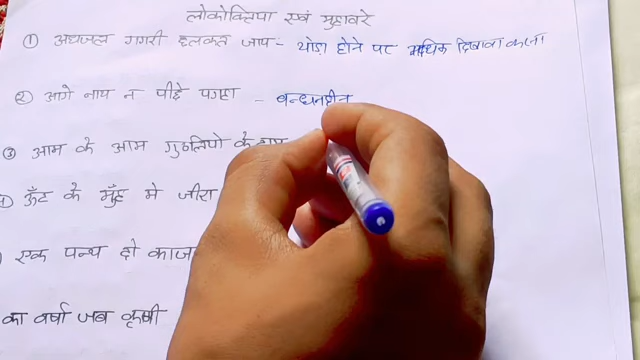 लोकोक्तिया एवं मुहावरे
① अधजल गगरी छलकत जाय - थोड़ा होने पर अधिक दिखावा करना
② आगे नाथ न पीछे पगहा - बन्धनहीन
③ आम के आम गुठलियो के दाम
ऊँट के मुँह मे जीरा
एक पन्थ दो काज
का वर्षा जब कृषी